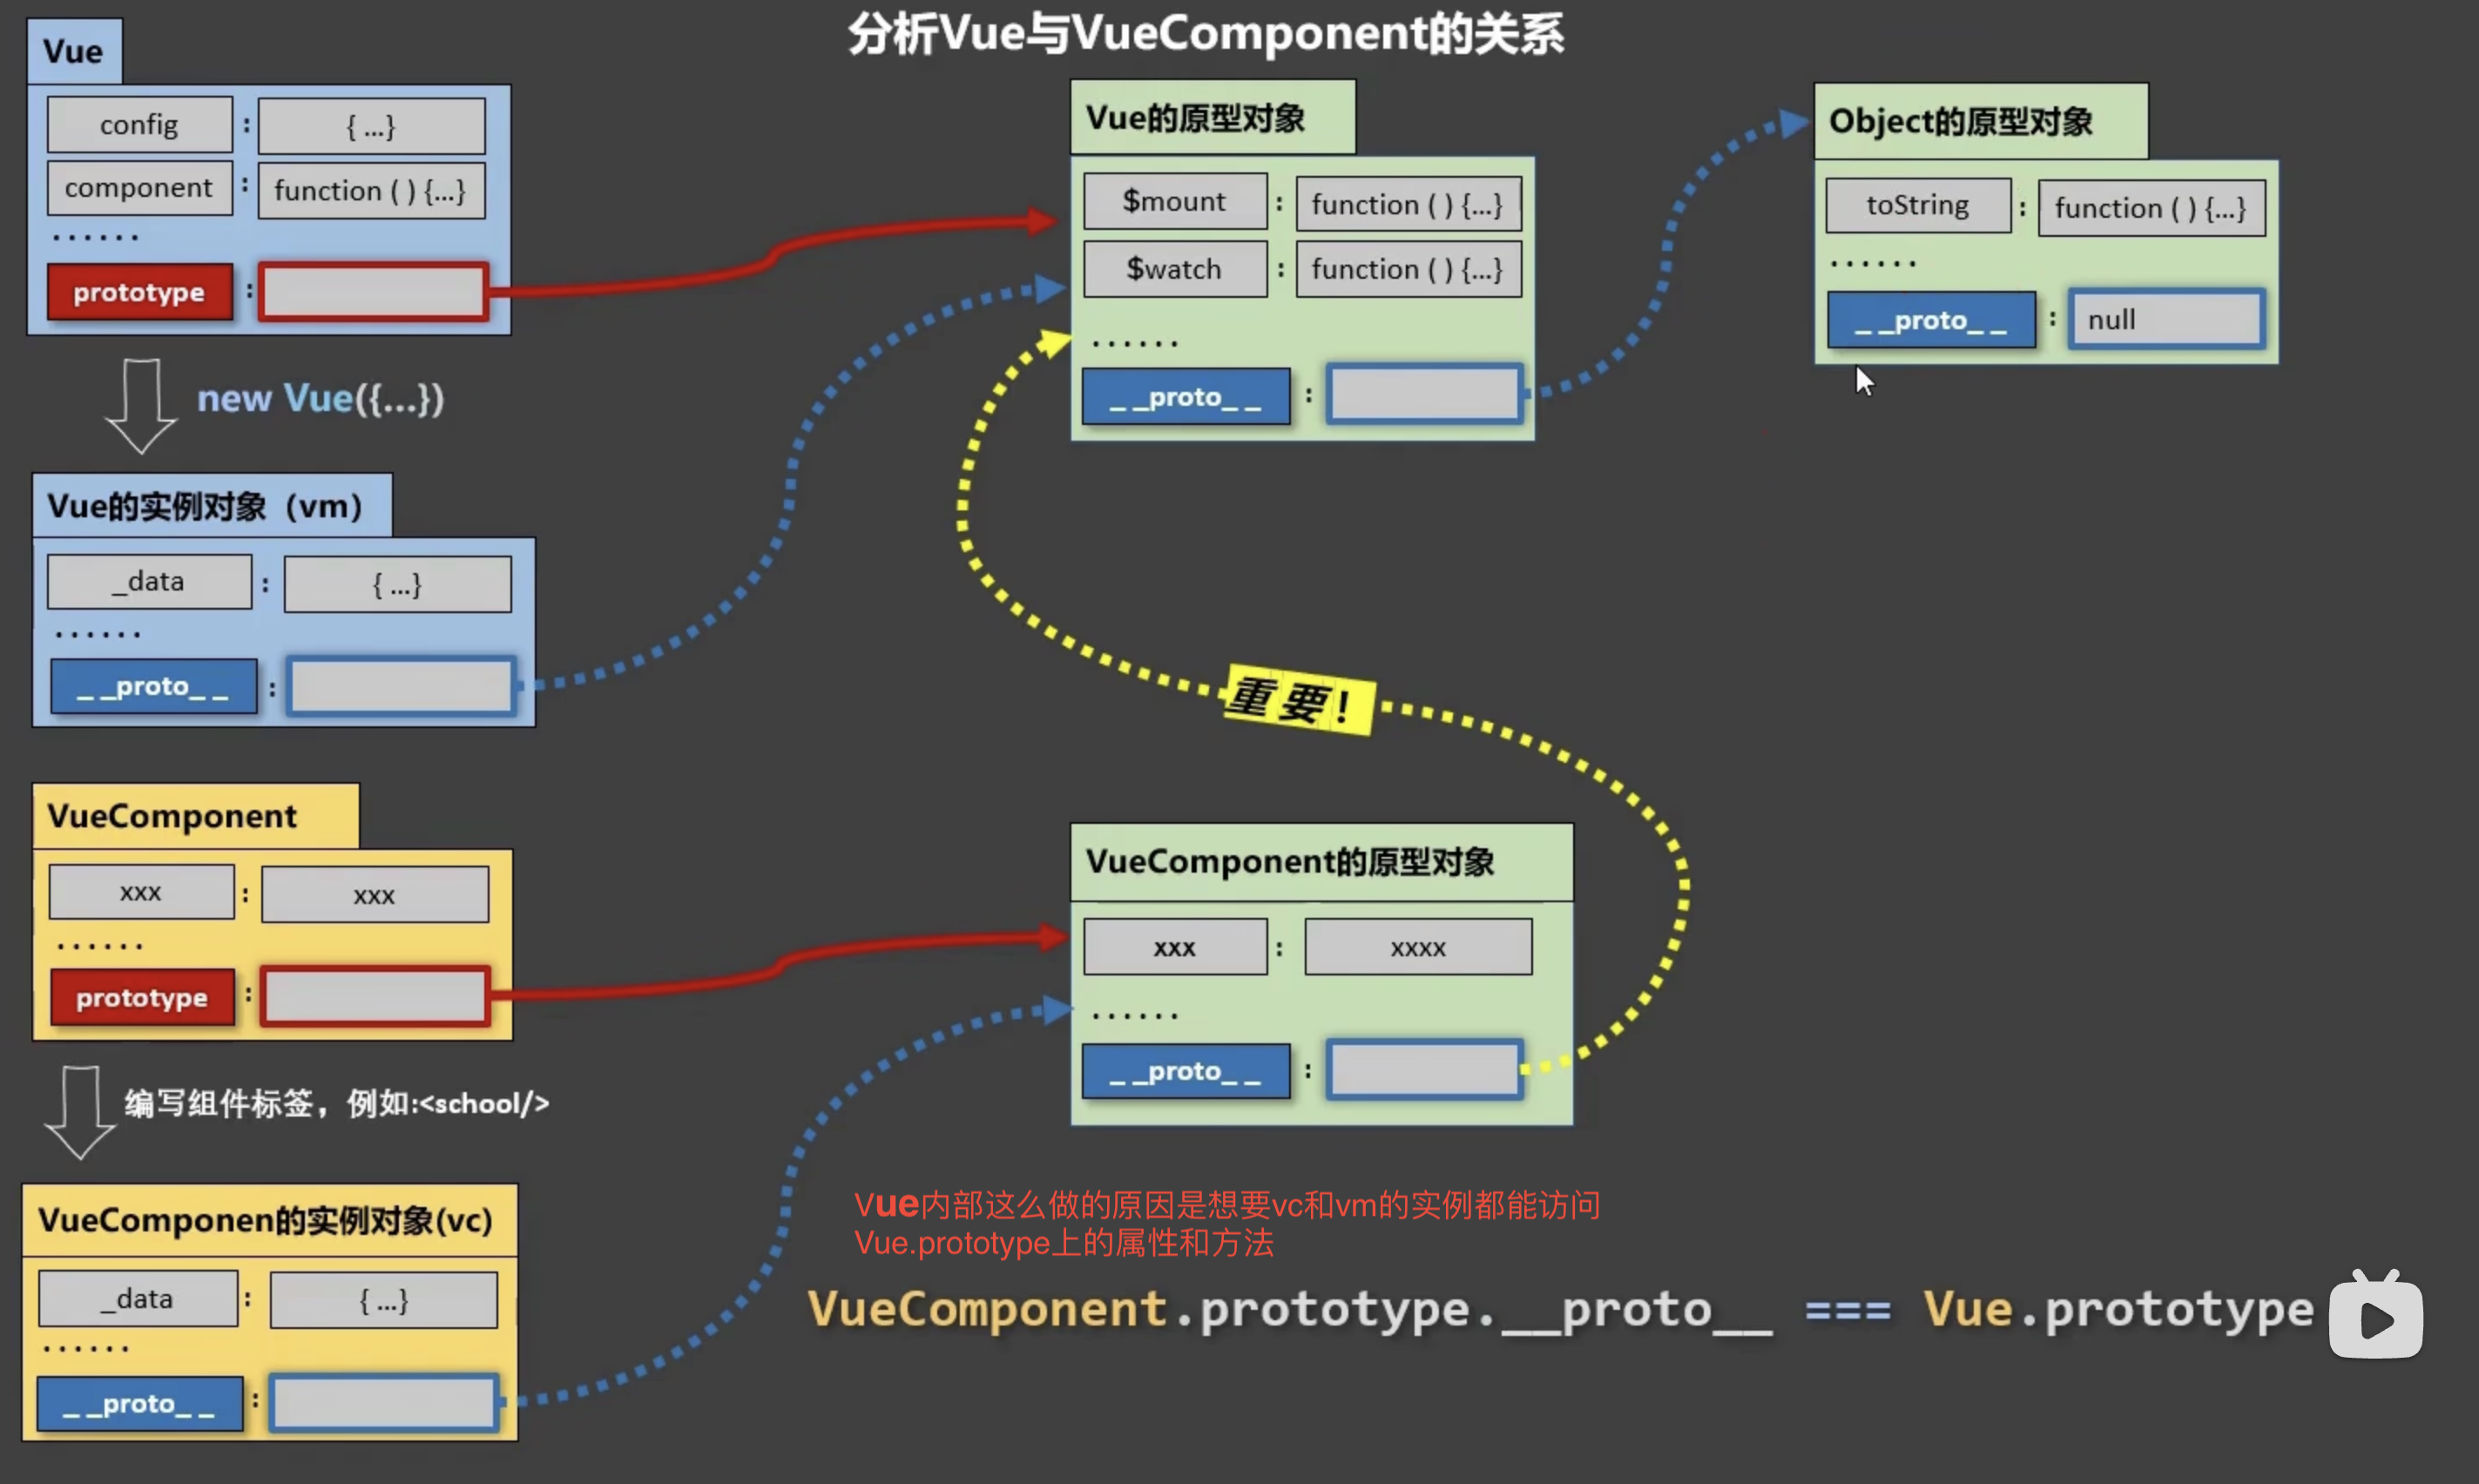 分析Vue与VueComponent的关系
Vue
config : { ...}
component : function ( ) {...}
......
prototype :
new Vue({...})
Vue的实例对象（vm）
_data : { ...}
......
_ _proto_ _ :
VueComponent
xxx : xxx
......
prototype :
编写组件标签，例如:<school/>
VueComponen的实例对象(vc)
_data : { ...}
......
_ _proto_ _ :
Vue的原型对象
$mount : function ( ) {...}
$watch : function ( ) {...}
......
_ _proto_ _ :
Object的原型对象
toString : function ( ) {...}
......
_ _proto_ _ : null
重要!
VueComponent的原型对象
xxx : xxxx
......
_ _proto_ _ :
Vue内部这么做的原因是想要vc和vm的实例都能访问
Vue.prototype上的属性和方法
VueComponent.prototype.__proto__ === Vue.prototype